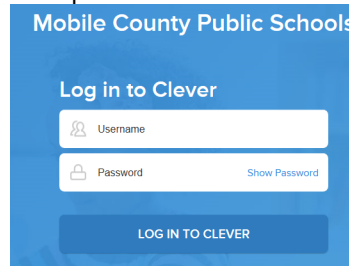 Mobile County Public Schools
Log in to Clever
Username
Password Show Password
LOG IN TO CLEVER